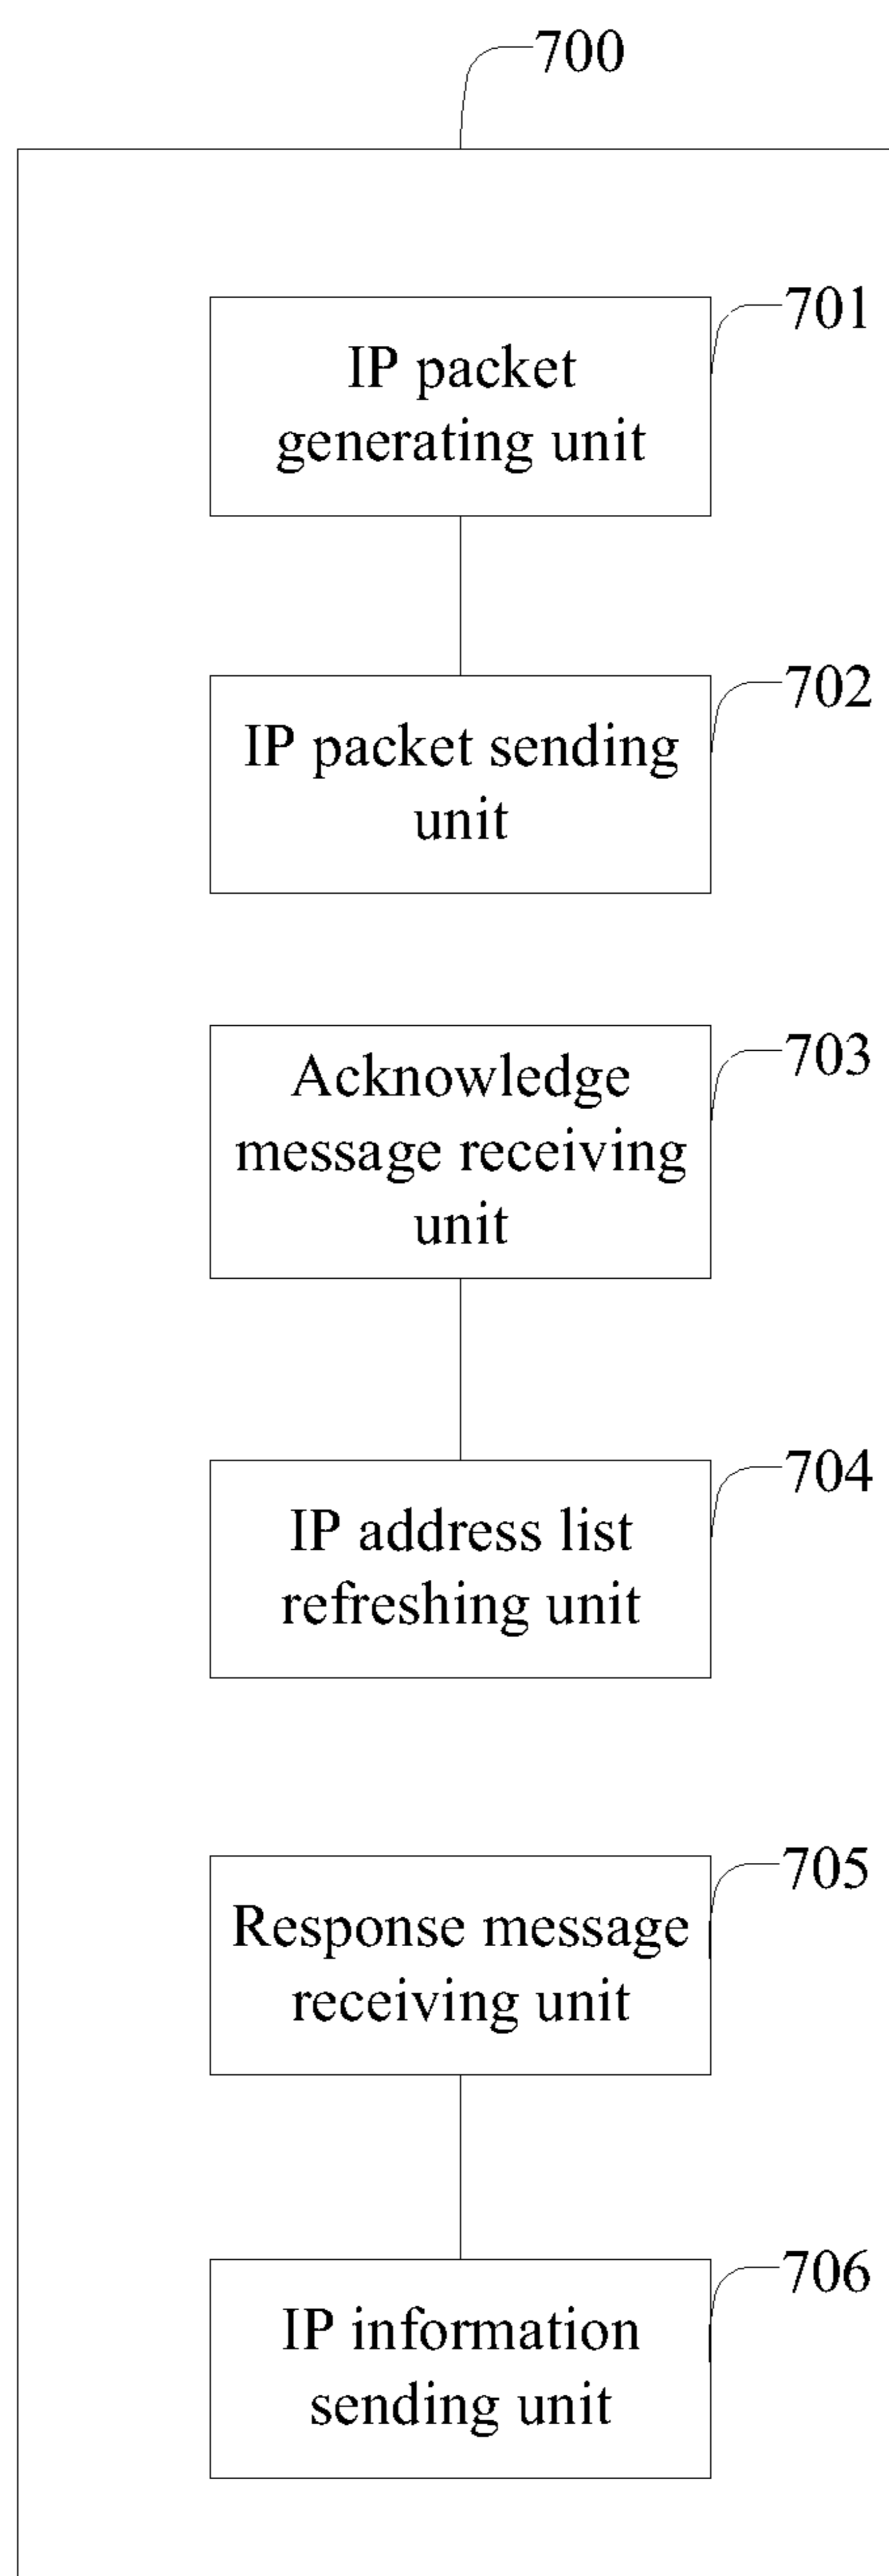 700
701
IP packet
generating unit
702
IP packet sending
unit
703
Acknowledge
message receiving
unit
704
IP address list
refreshing unit
705
Response message
receiving unit
706
IP information
sending unit